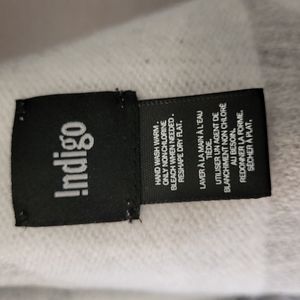 !ndigo
HAND WASH WARM.
ONLY NON CHLORINE
BLEACH WHEN NEEDED.
RESHAPE DRY FLAT.
LAVER À LA MAIN À L'EAU
TIÈDE.
UTILISER UN AGENT DE
BLANCHIMENT NON CHLORÉ
AU BESOIN.
REDONNER LA FORME.
SÉCHER À PLAT.